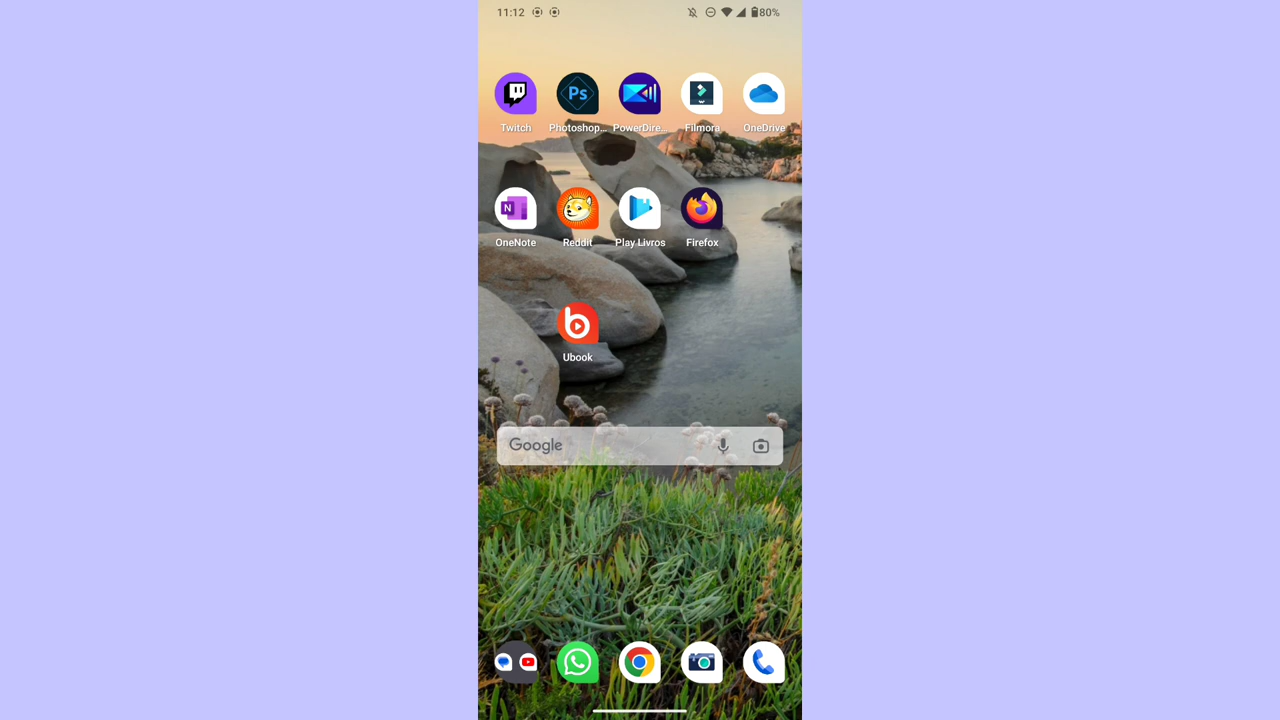 11:12 80%
Twitch Photoshop... PowerDire... Filmora OneDrive
OneNote Reddit Play Livros Firefox
Ubook
Google